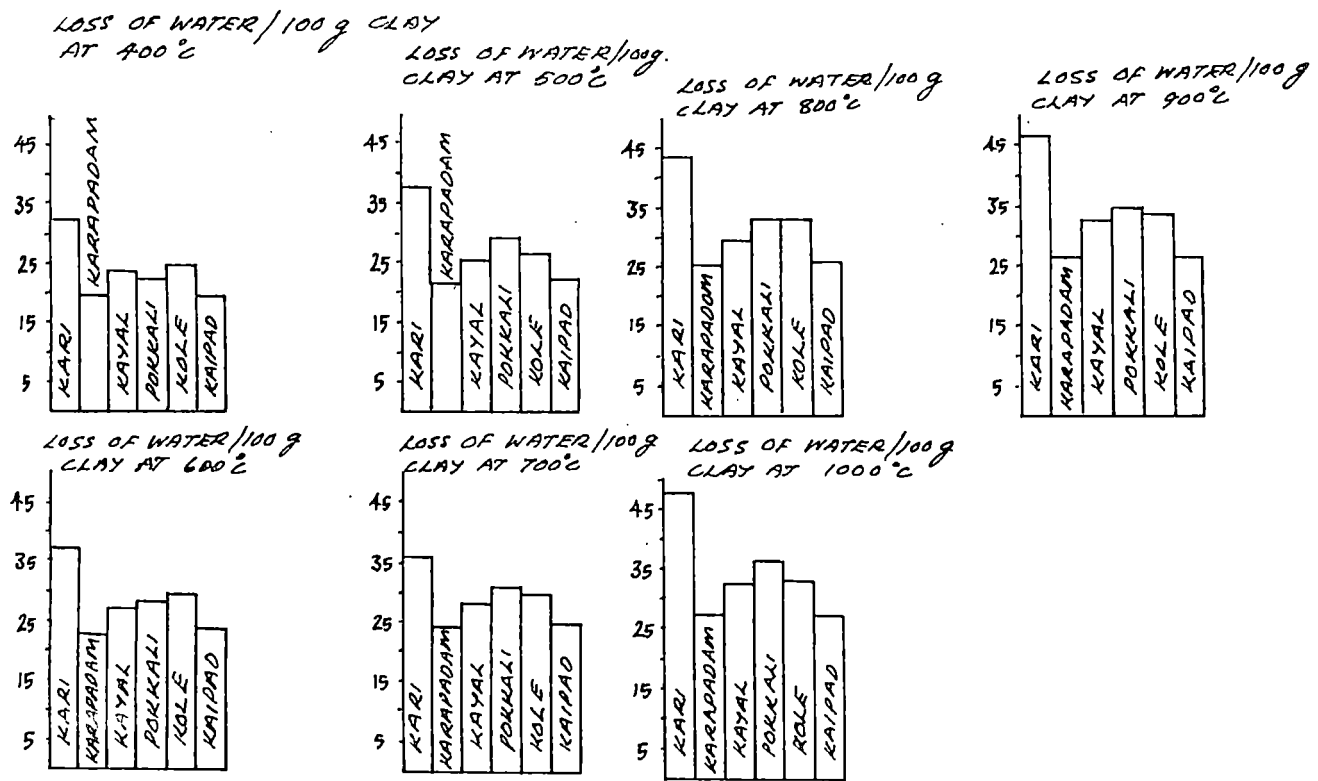 LOSS OF WATER/100 g CLAY
AT 400°C
45
35
25
15
5
KARI
KARAPADAM
KAYAL
POKKALI
KOLE
KAIPAD
LOSS OF WATER/100g.
CLAY AT 500°C
45
35
25
15
5
KARI
KARAPADAM
KAYAL
POKKALI
KOLE
KAIPAD
LOSS OF WATER/100 g
CLAY AT 800°C
45
35
25
15
5
KARI
KARAPADAM
KAYAL
POKKALI
KOLE
KAIPAD
LOSS OF WATER/100 g
CLAY AT 900°C
45
35
25
15
5
KARI
KARAPADAM
KAYAL
POKKALI
KOLE
KAIPAD
LOSS OF WATER/100 g
CLAY AT 600°C
45
35
25
15
5
KARI
KARAPADAM
KAYAL
POKKALI
KOLE
KAIPAD
LOSS OF WATER/100 g
CLAY AT 700°C
45
35
25
15
5
KARI
KARAPADAM
KAYAL
POKKALI
KOLE
KAIPAD
LOSS OF WATER/100 g
CLAY AT 1000°C
45
35
25
15
5
KARI
KARAPADAM
KAYAL
POKKALI
KOLE
KAIPAD